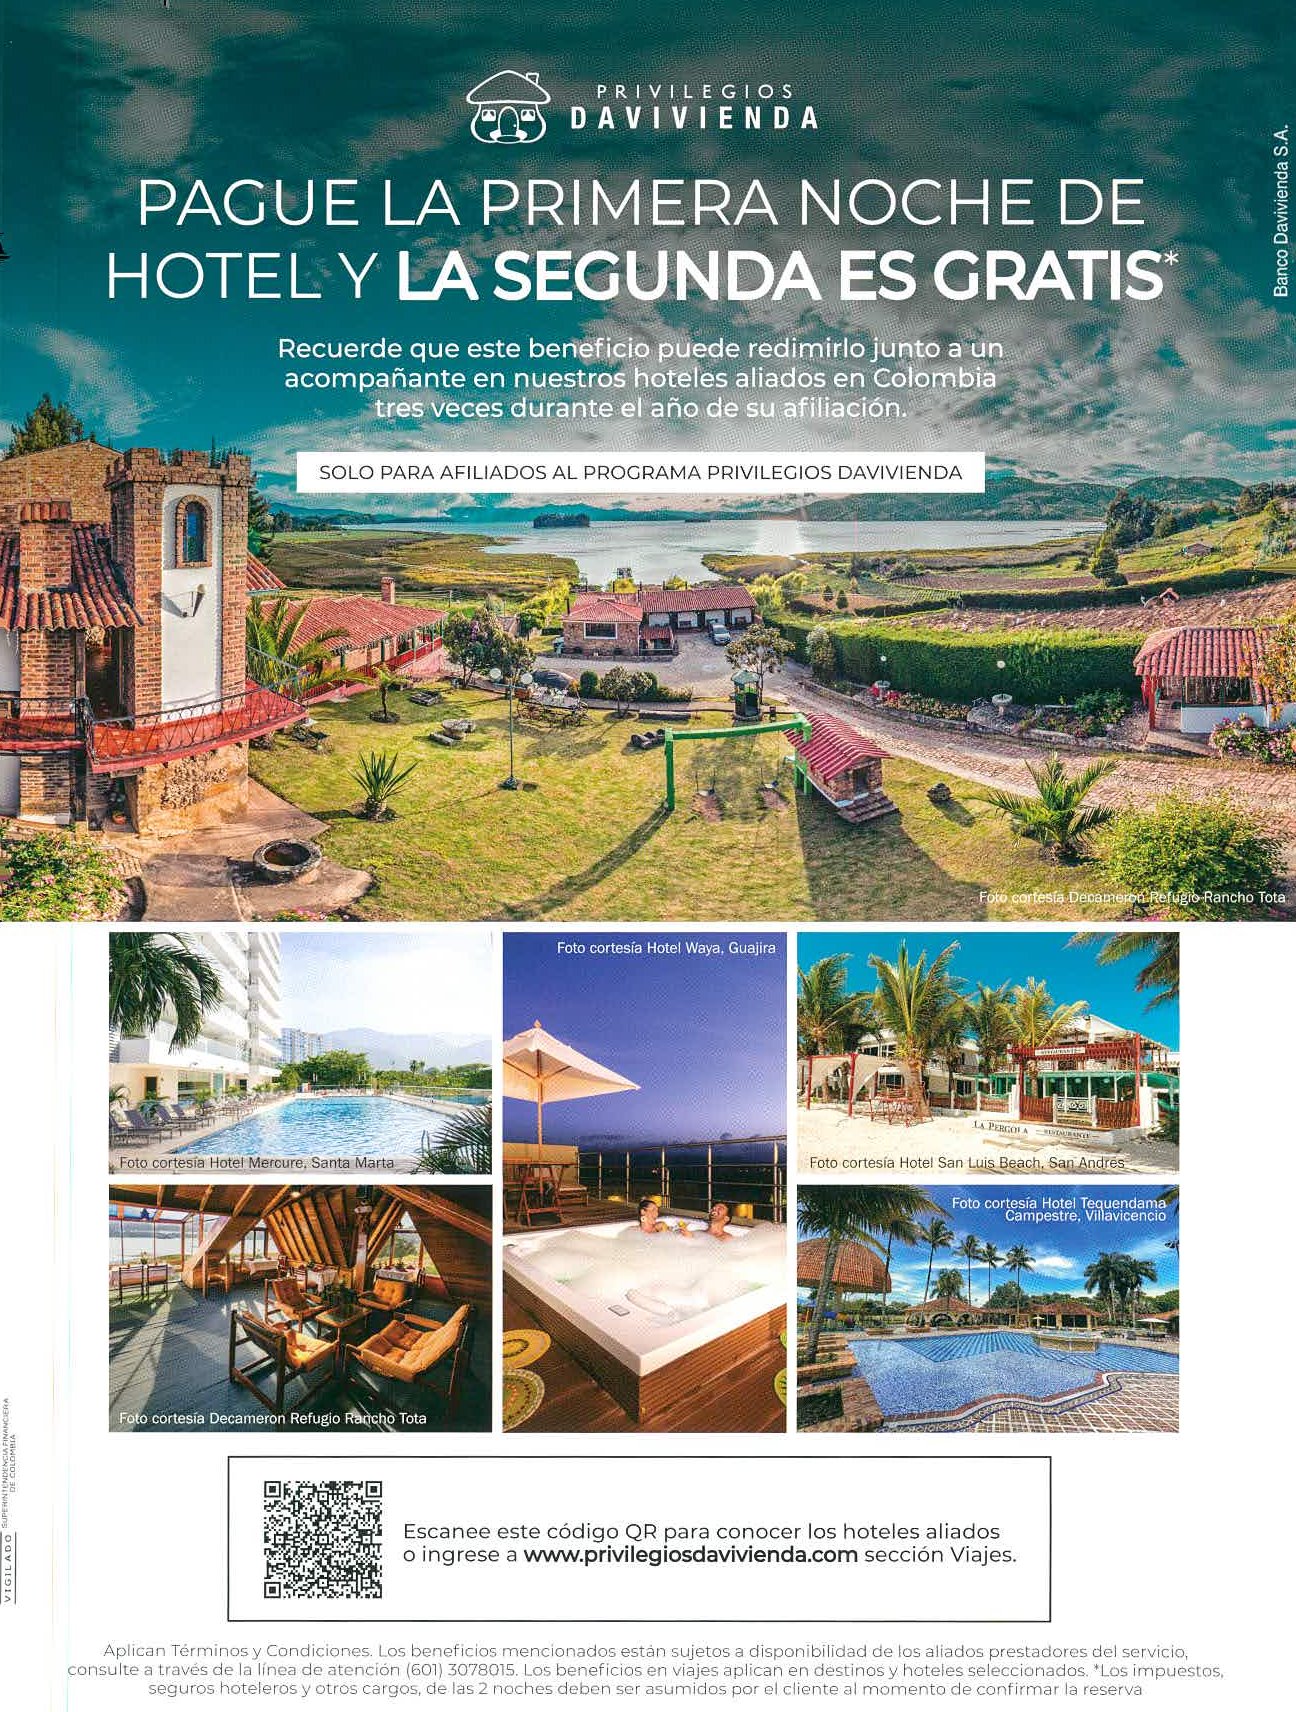 PRIVILEGIOS
DAVIVIENDA
Banco Davivienda S.A.
PAGUE LA PRIMERA NOCHE DE
HOTEL Y LA SEGUNDA ES GRATIS*
Recuerde que este beneficio puede redimirlo junto a un
acompañante en nuestros hoteles aliados en Colombia
tres veces durante el año de su afiliación.
SOLO PARA AFILIADOS AL PROGRAMA PRIVILEGIOS DAVIVIENDA
Foto cortesía Decameron Refugio Rancho Tota
Foto cortesía Hotel Mercure, Santa Marta
Foto cortesía Hotel Waya, Guajira
RESTAURANTE
LA PERGOLA
RESTAURANTE
Foto cortesía Hotel San Luis Beach, San Andrés
Foto cortesía Decameron Refugio Rancho Tota
Foto cortesía Hotel Tequendama
Campestre, Villavicencio
VIGILADO
SUPERINTENDENCIA FINANCIERA
DE COLOMBIA
Escanee este código QR para conocer los hoteles aliados
o ingrese a www.privilegiosdavivienda.com sección Viajes.
Aplican Términos y Condiciones. Los beneficios mencionados están sujetos a disponibilidad de los aliados prestadores del servicio,
consulte a través de la línea de atención (601) 3078015. Los beneficios en viajes aplican en destinos y hoteles seleccionados. *Los impuestos,
seguros hoteleros y otros cargos, de las 2 noches deben ser asumidos por el cliente al momento de confirmar la reserva